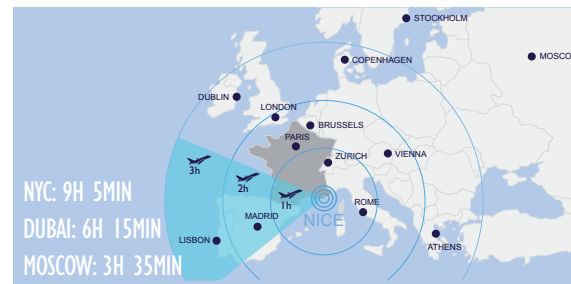 STOCKHOLM
COPENHAGEN
MOSCO
DUBLIN
LONDON
BRUSSELS
PARIS
ZURICH
VIENNA
3h
2h
1h
NYC: 9H 5MIN
NICE
ROME
MADRID
DUBAI: 6H 15MIN
LISBON
ATHENS
MOSCOW: 3H 35MIN